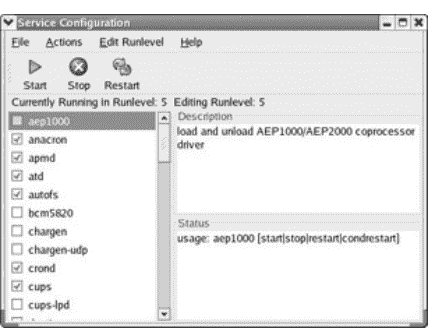 Service Configuration
File Actions Edit Runlevel Help
Start Stop Restart
Currently Running in Runlevel: 5 Editing Runlevel: 5
aep1000
anacron
apmd
atd
autofs
bcm5820
chargen
chargen-udp
crond
cups
cups-lpd
Description
load and unload AEP1000/AEP2000 coprocessor
driver
Status
usage: aep1000 [start|stop|restart|condrestart]